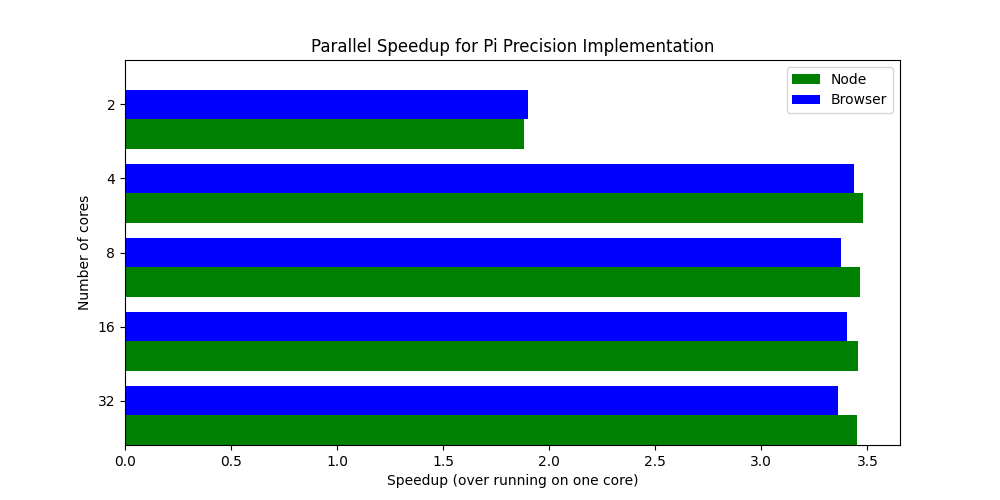 Parallel Speedup for Pi Precision Implementation
Node
Browser
2
4
8
16
32
Number of cores
0.0 0.5 1.0 1.5 2.0 2.5 3.0 3.5
Speedup (over running on one core)